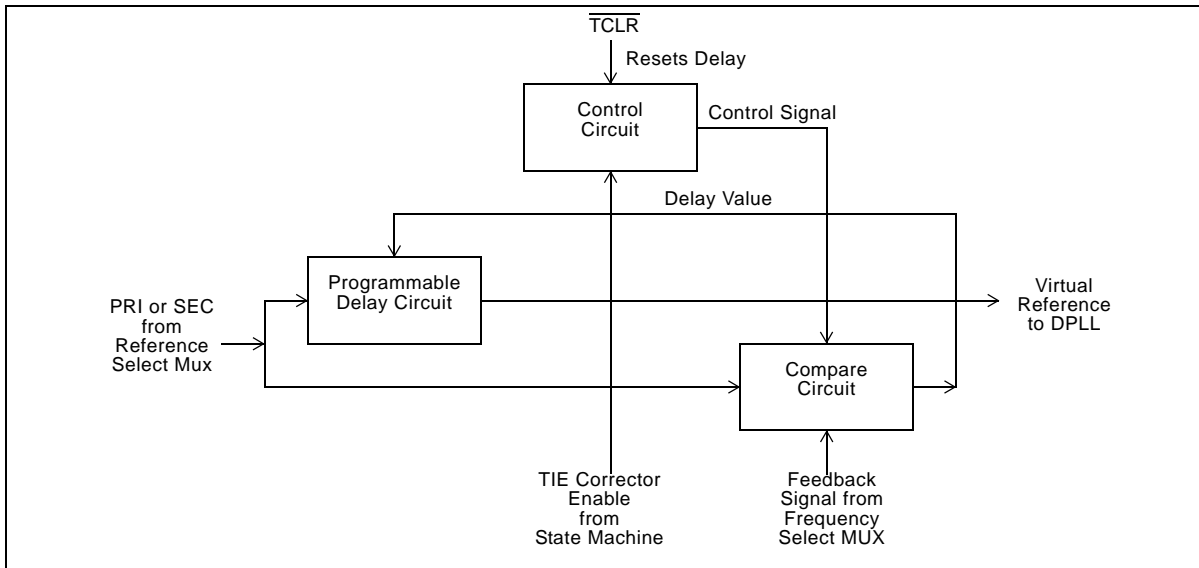 TCLR
Resets Delay
Control
Circuit
Control Signal
Delay Value
Programmable
Delay Circuit
PRI or SEC
from
Reference
Select Mux
Virtual
Reference
to DPLL
Compare
Circuit
TIE Corrector
Enable
from
State Machine
Feedback
Signal from
Frequency
Select MUX